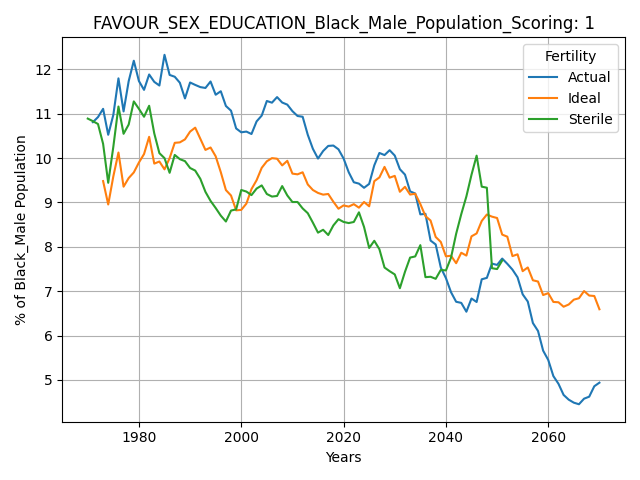 FAVOUR_SEX_EDUCATION_Black_Male_Population_Scoring: 1
% of Black_Male Population
12
11
10
9
8
7
6
5
Fertility
Actual
Ideal
Sterile
1980 2000 2020 2040 2060
Years